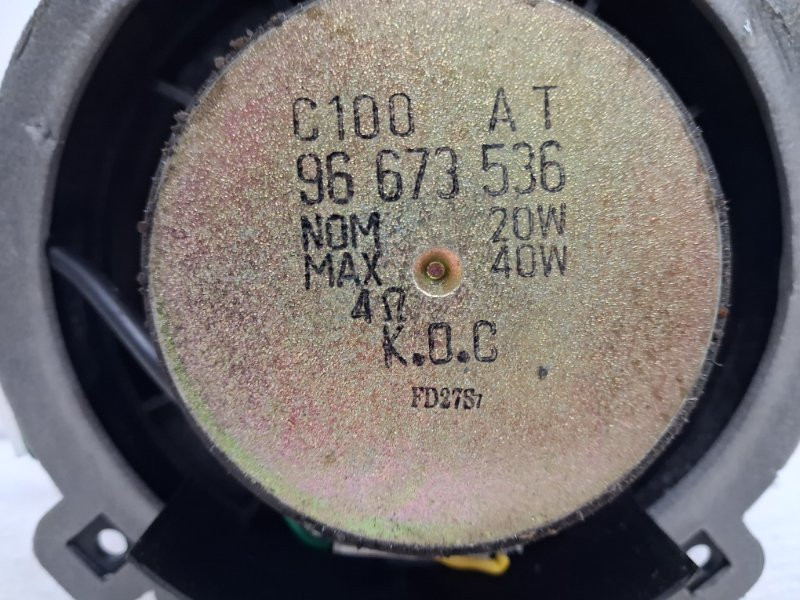 C100 AT
96 673 536
NOM 20W
MAX 40W
4Ω
K.O.C
FD27S7